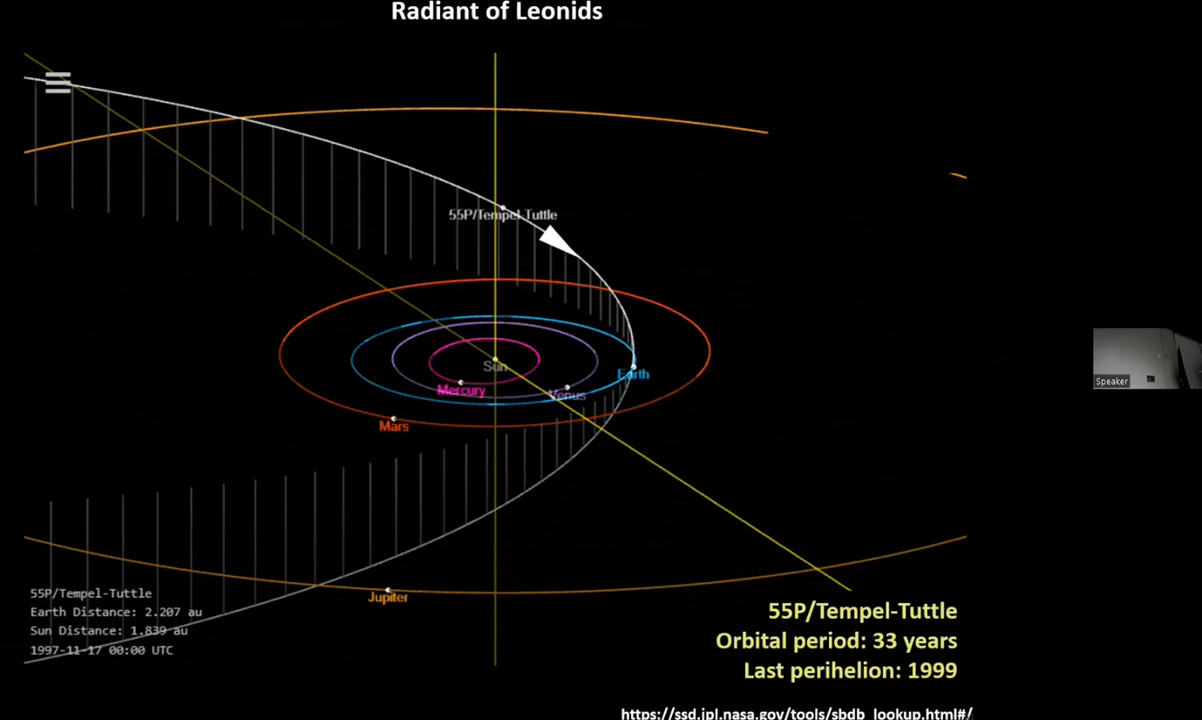 Radiant of Leonids
55P/Tempel-Tuttle
Sun
Earth
Mercury
Venus
Mars
Speaker
Jupiter
55P/Tempel-Tuttle
Earth Distance: 2.207 au
Sun Distance: 1.839 au
1997-11-17 00:00 UTC
55P/Tempel-Tuttle
Orbital period: 33 years
Last perihelion: 1999
https://ssd.jpl.nasa.gov/tools/sbdb_lookup.html#/